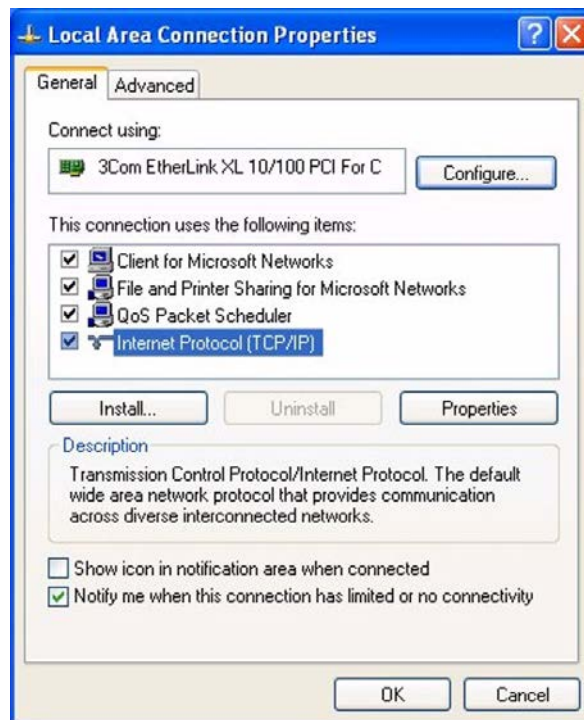 Local Area Connection Properties
General
Advanced
Connect using:
3Com EtherLink XL 10/100 PCI For C
Configure...
This connection uses the following items:
Client for Microsoft Networks
File and Printer Sharing for Microsoft Networks
QoS Packet Scheduler
Internet Protocol (TCP/IP)
Install...
Uninstall
Properties
Description
Transmission Control Protocol/Internet Protocol. The default
wide area network protocol that provides communication
across diverse interconnected networks.
Show icon in notification area when connected
Notify me when this connection has limited or no connectivity
OK
Cancel